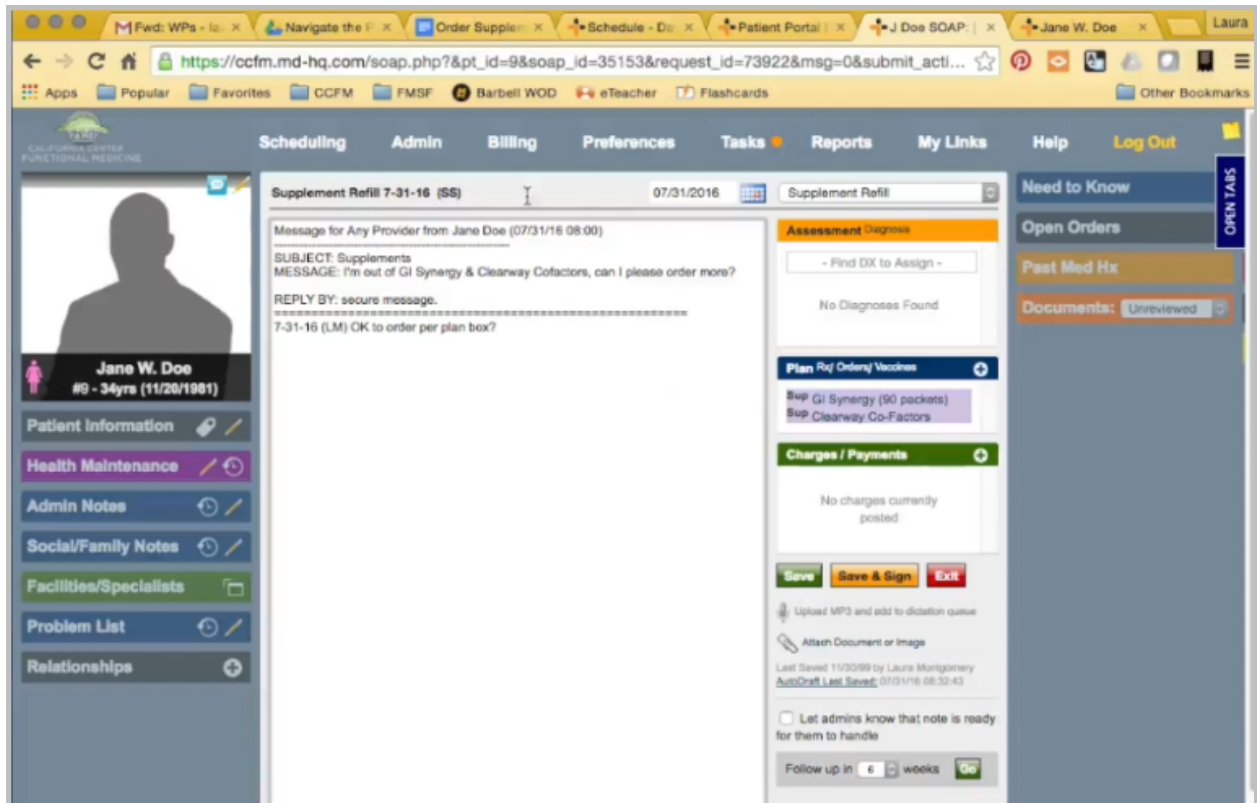 Fwd: WPs - la
Navigate the P
Order Supplem
Schedule - Da
Patient Portal
J Doe SOAP: [
Jane W. Doe
Laura
https://ccfm.md-hq.com/soap.php?&pt_id=9&soap_id=35153&request_id=73922&msg=0&submit_acti...
Apps
Popular
Favorites
CCFM
FMSF
Barbell WOD
eTeacher
Flashcards
Other Bookmarks
CALIFORNIA CENTER
FUNCTIONAL MEDICINE
Scheduling
Admin
Billing
Preferences
Tasks
Reports
My Links
Help
Log Out
OPEN TABS
Jane W. Doe
#9 - 34yrs (11/20/1981)
Patient Information
Health Maintenance
Admin Notes
Social/Family Notes
Facilities/Specialists
Problem List
Relationships
Supplement Refill 7-31-16 (SS)
07/31/2016
Supplement Refill
Message for Any Provider from Jane Doe (07/31/16 08:00)
SUBJECT: Supplements
MESSAGE: I'm out of GI Synergy & Clearway Cofactors, can I please order more?
REPLY BY: secure message.
7-31-16 (LM) OK to order per plan box?
Assessment Diagnosis
- Find DX to Assign -
No Diagnoses Found
Plan Rx/ Orders/ Vaccines
Sup GI Synergy (90 packets)
Sup Clearway Co-Factors
Charges / Payments
No charges currently
posted
Save
Save & Sign
Exit
Upload MP3 and add to dictation queue
Attach Document or Image
Last Saved 11/30/99 by Laura Montgomery
AutoDraft Last Saved: 07/31/16 08:32:43
Let admins know that note is ready
for them to handle
Follow up in 6 weeks Go
Need to Know
Open Orders
Past Med Hx
Documents: Unreviewed